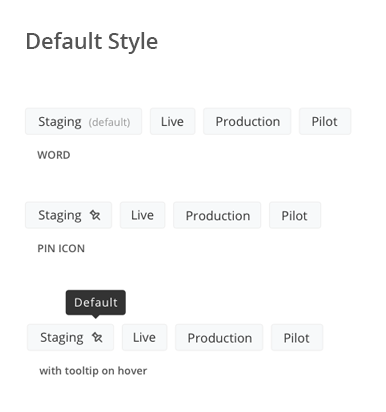 Default Style
Staging (default) Live Production Pilot
WORD
Staging Live Production Pilot
PIN ICON
Default
Staging Live Production Pilot
with tooltip on hover